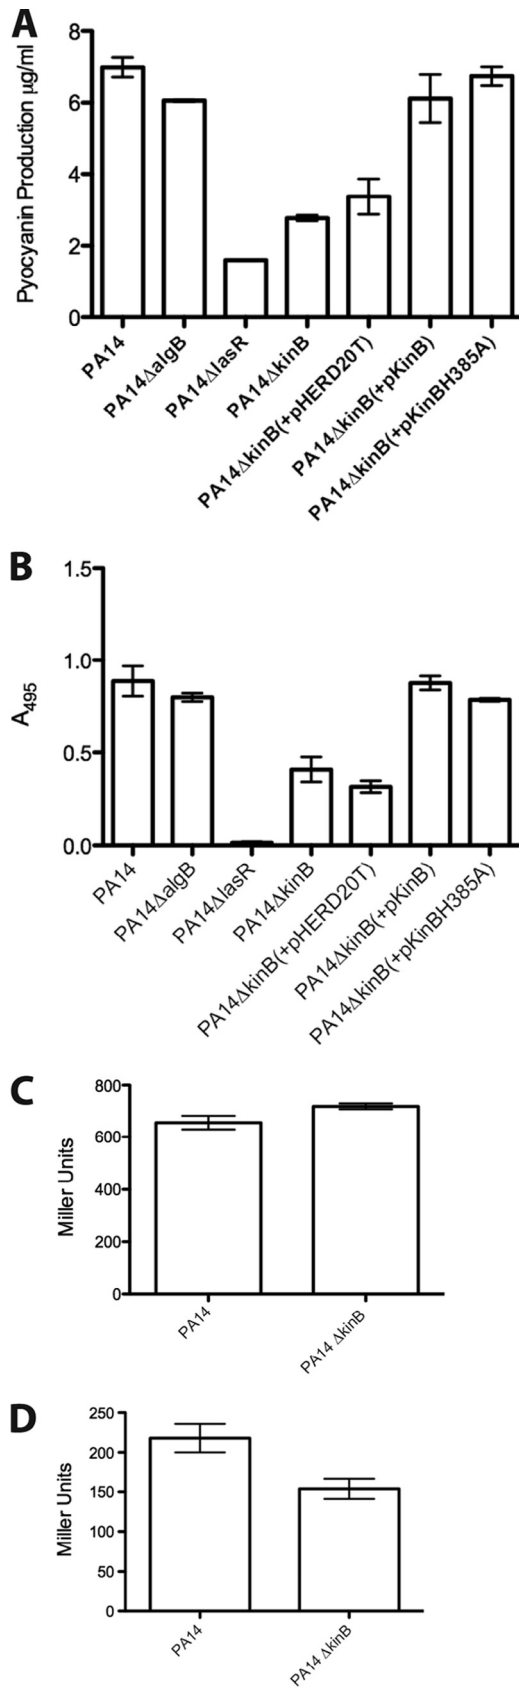 A
Pyocyanin Production µg/ml
8
6
4
2
0
PA14
PA14ΔalgB
PA14ΔlasR
PA14ΔkinB
PA14ΔkinB(+pHERD20T)
PA14ΔkinB(+pKinB)
PA14ΔkinB(+pKinBH385A)
B
A495
1.5
1.0
0.5
0.0
PA14
PA14ΔalgB
PA14ΔlasR
PA14ΔkinB
PA14ΔkinB(+pHERD20T)
PA14ΔkinB(+pKinB)
PA14ΔkinB(+pKinBH385A)
C
Miller Units
800
600
400
200
0
PA14
PA14 ΔkinB
D
Miller Units
250
200
150
100
50
0
PA14
PA14 ΔkinB